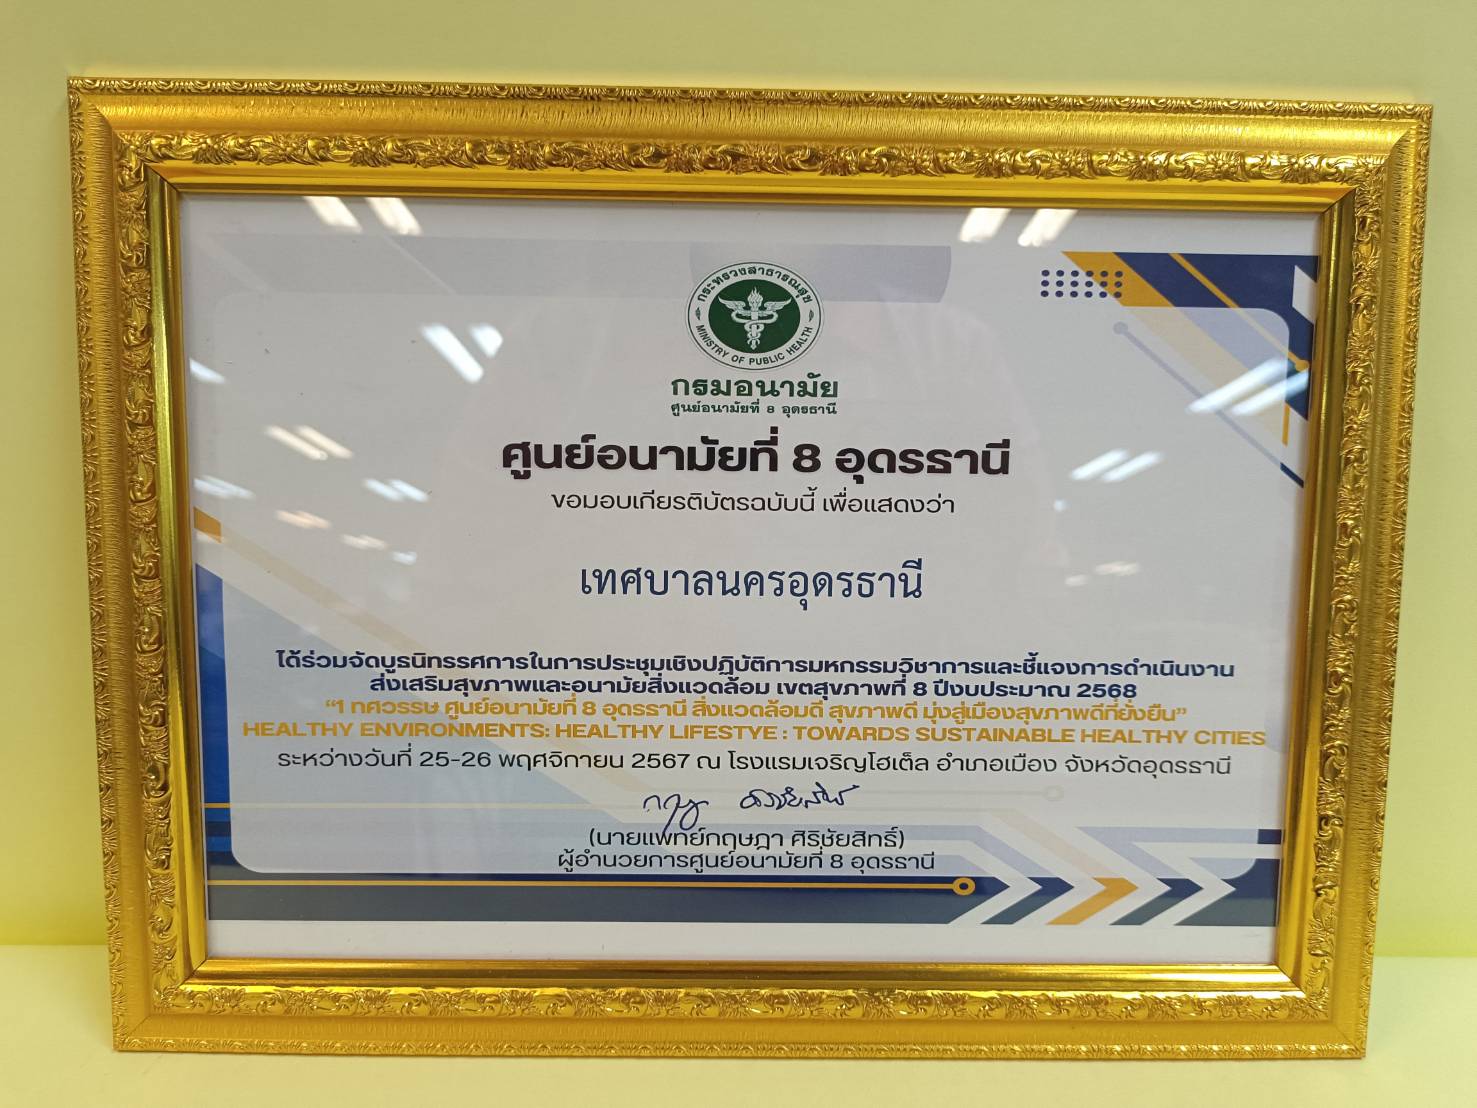 กระทรวงสาธารณสุข
MINISTRY OF PUBLIC HEALTH
กรมอนามัย
ศูนย์อนามัยที่ 8 อุดรธานี
ศูนย์อนามัยที่ 8 อุดรธานี
ขอมอบเกียรติบัตรฉบับนี้ เพื่อแสดงว่า
เทศบาลนครอุดรธานี
ได้ร่วมจัดบูธนิทรรศการในการประชุมเชิงปฏิบัติการมหกรรมวิชาการและชี้แจงการดำเนินงาน
ส่งเสริมสุขภาพและอนามัยสิ่งแวดล้อม เขตสุขภาพที่ 8 ปีงบประมาณ 2568
“1 ทศวรรษ ศูนย์อนามัยที่ 8 อุดรธานี สิ่งแวดล้อมดี สุขภาพดี มุ่งสู่เมืองสุขภาพดีที่ยั่งยืน”
HEALTHY ENVIRONMENTS: HEALTHY LIFESTYE : TOWARDS SUSTAINABLE HEALTHY CITIES
ระหว่างวันที่ 25-26 พฤศจิกายน 2567 ณ โรงแรมเจริญโฮเต็ล อำเภอเมือง จังหวัดอุดรธานี
(นายแพทย์กฤษฎา ศิริชัยสิทธิ์)
ผู้อำนวยการศูนย์อนามัยที่ 8 อุดรธานี